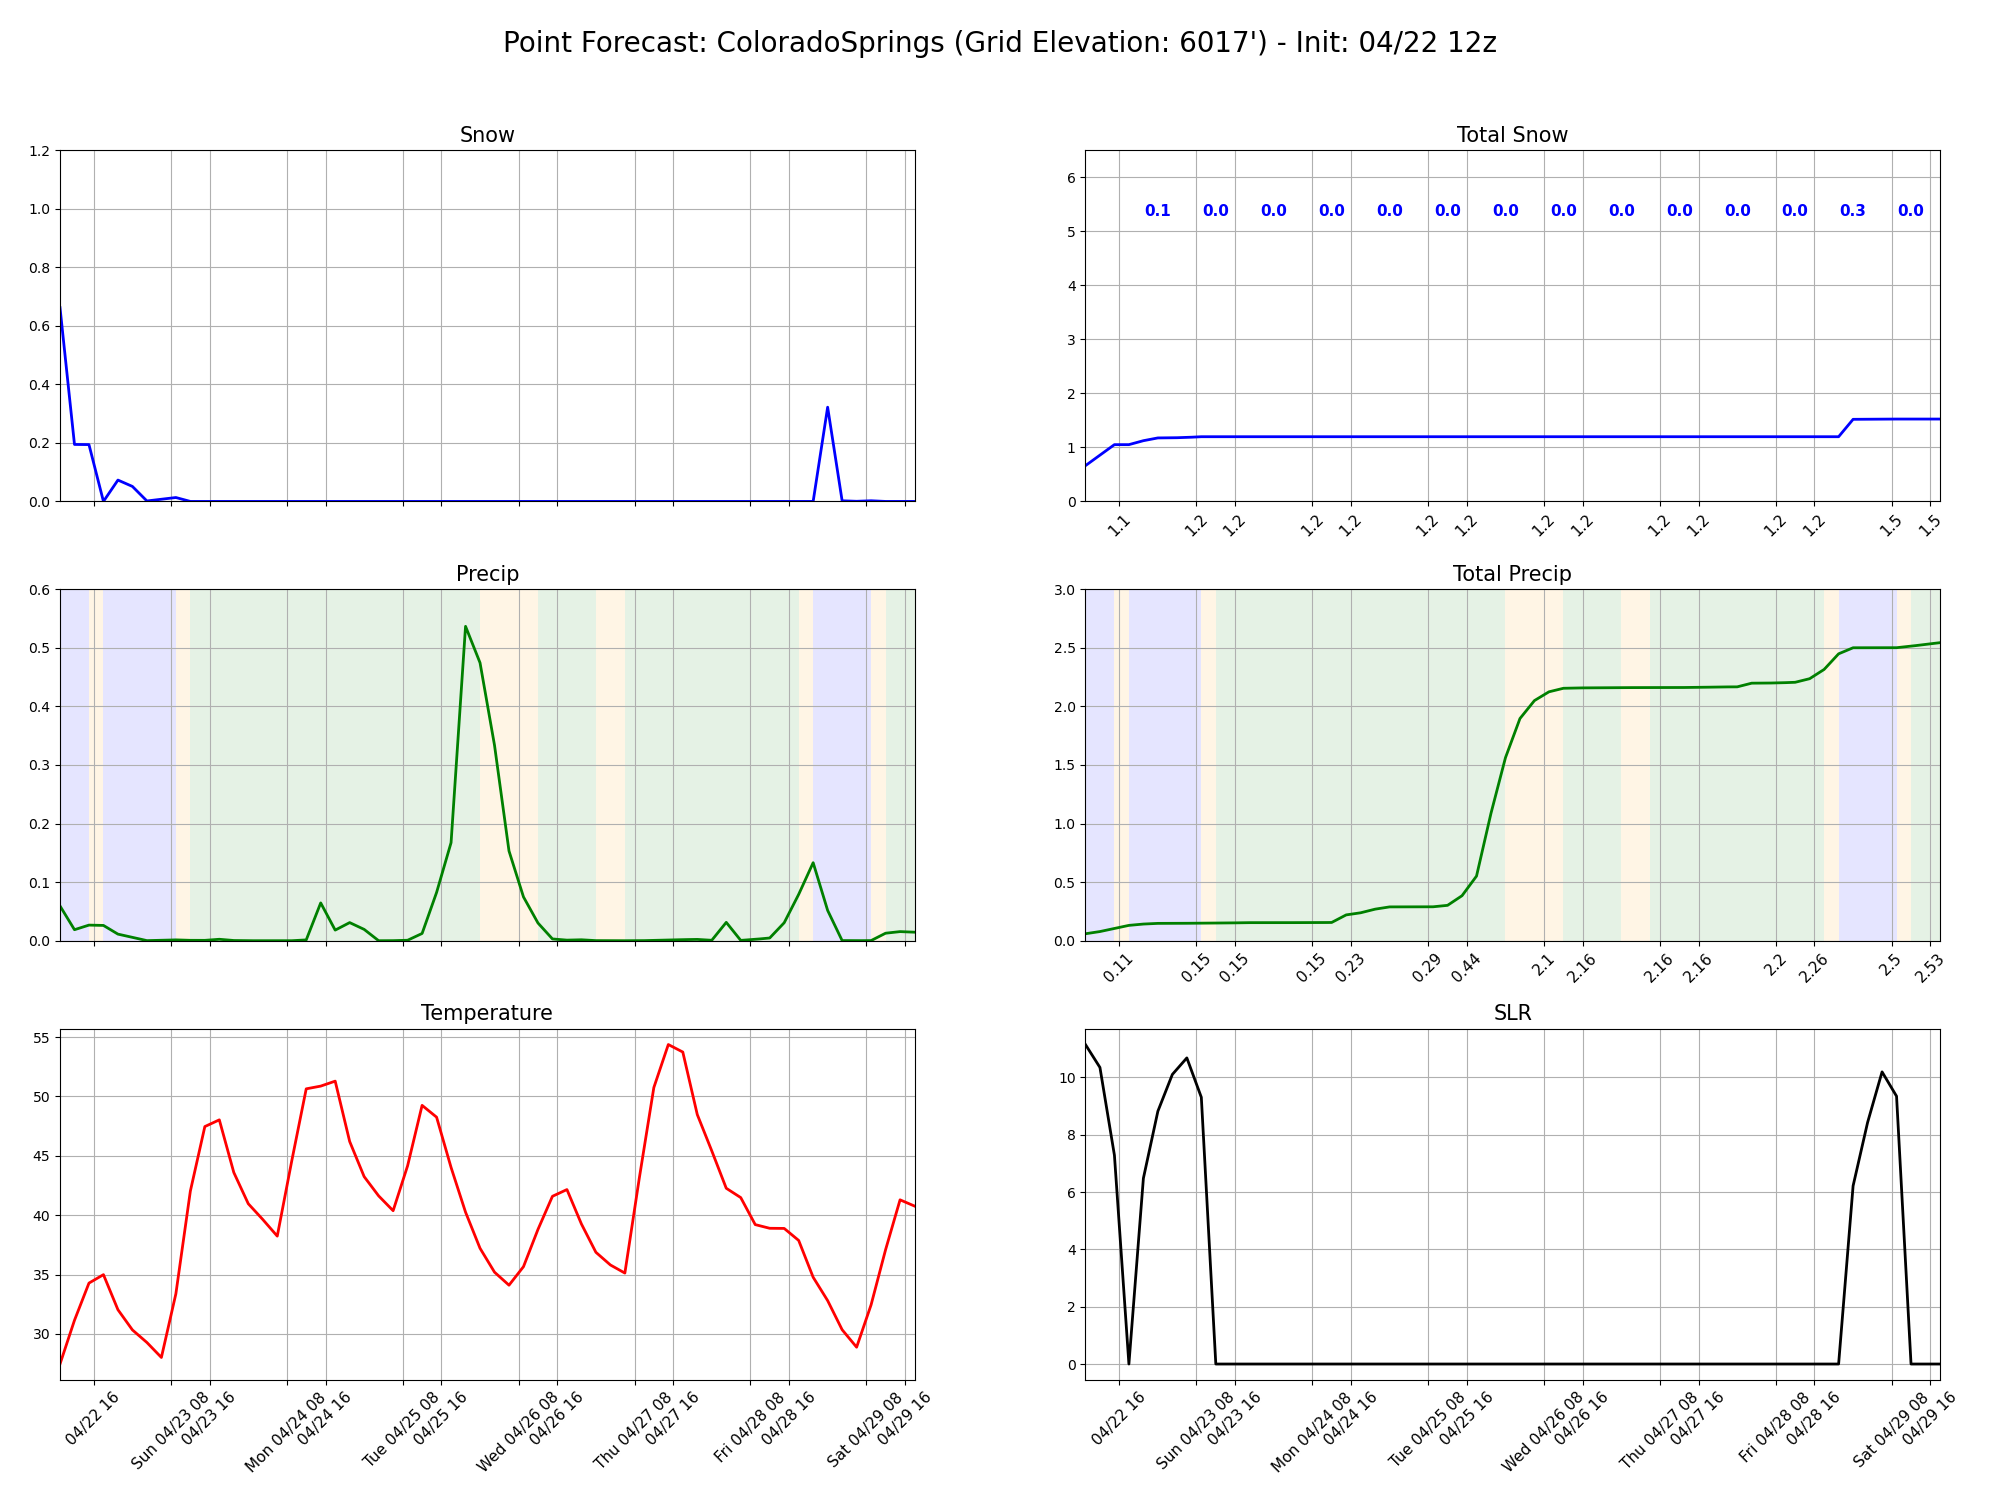 Point Forecast: ColoradoSprings (Grid Elevation: 6017') - Init: 04/22 12z
Snow
1.2
1.0
0.8
0.6
0.4
0.2
0.0
Total Snow
6
5
4
3
2
1
0
0.1 0.0 0.0 0.0 0.0 0.0 0.0 0.0 0.0 0.0 0.0 0.0 0.3 0.0
1.1 1.2 1.2 1.2 1.2 1.2 1.2 1.2 1.2 1.2 1.2 1.2 1.2 1.5 1.5
Precip
0.6
0.5
0.4
0.3
0.2
0.1
0.0
Total Precip
3.0
2.5
2.0
1.5
1.0
0.5
0.0
0.11 0.15 0.15 0.15 0.23 0.29 0.44 2.1 2.16 2.16 2.16 2.2 2.26 2.5 2.53
Temperature
55
50
45
40
35
30
04/22 16
Sun 04/23 08
04/23 16
Mon 04/24 08
04/24 16
Tue 04/25 08
04/25 16
Wed 04/26 08
04/26 16
Thu 04/27 08
04/27 16
Fri 04/28 08
04/28 16
Sat 04/29 08
04/29 16
SLR
10
8
6
4
2
0
04/22 16
Sun 04/23 08
04/23 16
Mon 04/24 08
04/24 16
Tue 04/25 08
04/25 16
Wed 04/26 08
04/26 16
Thu 04/27 08
04/27 16
Fri 04/28 08
04/28 16
Sat 04/29 08
04/29 16